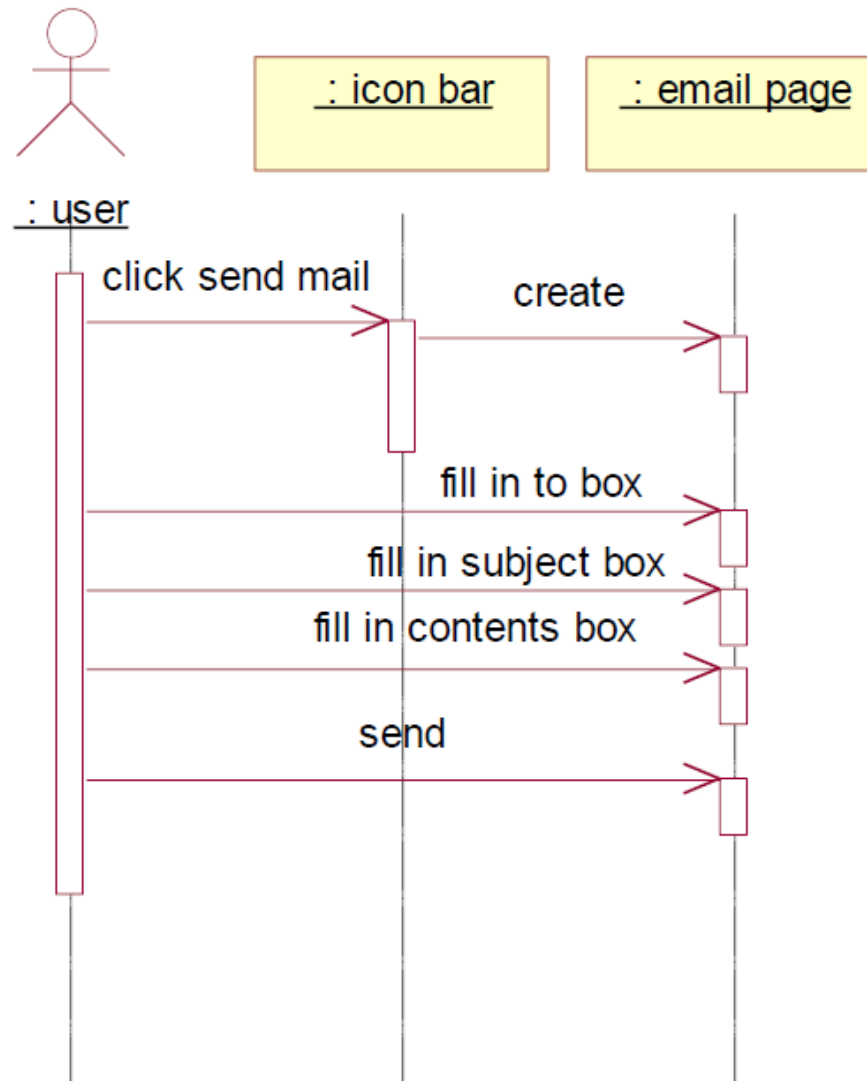 : icon bar
: email page
: user
click send mail
create
fill in to box
fill in subject box
fill in contents box
send